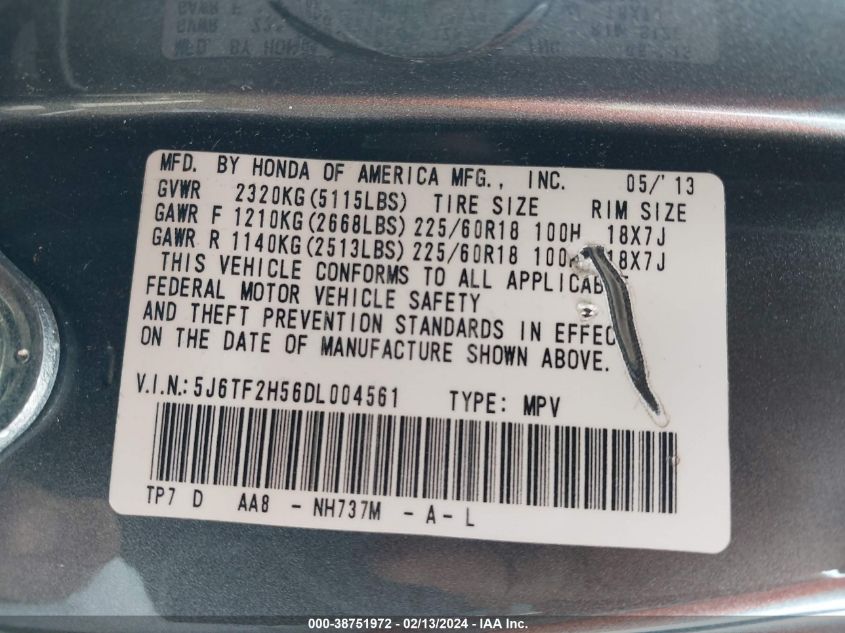 MFD. BY HONDA OF AMERICA MFG., INC. 05/'13
GVWR 2320KG(5115LBS) TIRE SIZE RIM SIZE
GAWR F 1210KG(2668LBS) 225/60R18 100H 18X7J
GAWR R 1140KG(2513LBS) 225/60R18 18X7J
THIS VEHICLE CONFORMS TO ALL
FEDERAL MOTOR VEHICLE SAFETY
AND THEFT PREVENTION STANDARDS IN
ON THE DATE OF MANUFACTURE SHOWN ABOVE.
V.I.N.: 5J6TF2H56DL004561 TYPE: MPV
TP7 D AA8 - NH737M - A - L
000-38751972 / 02/13/2024 - IAA Inc.